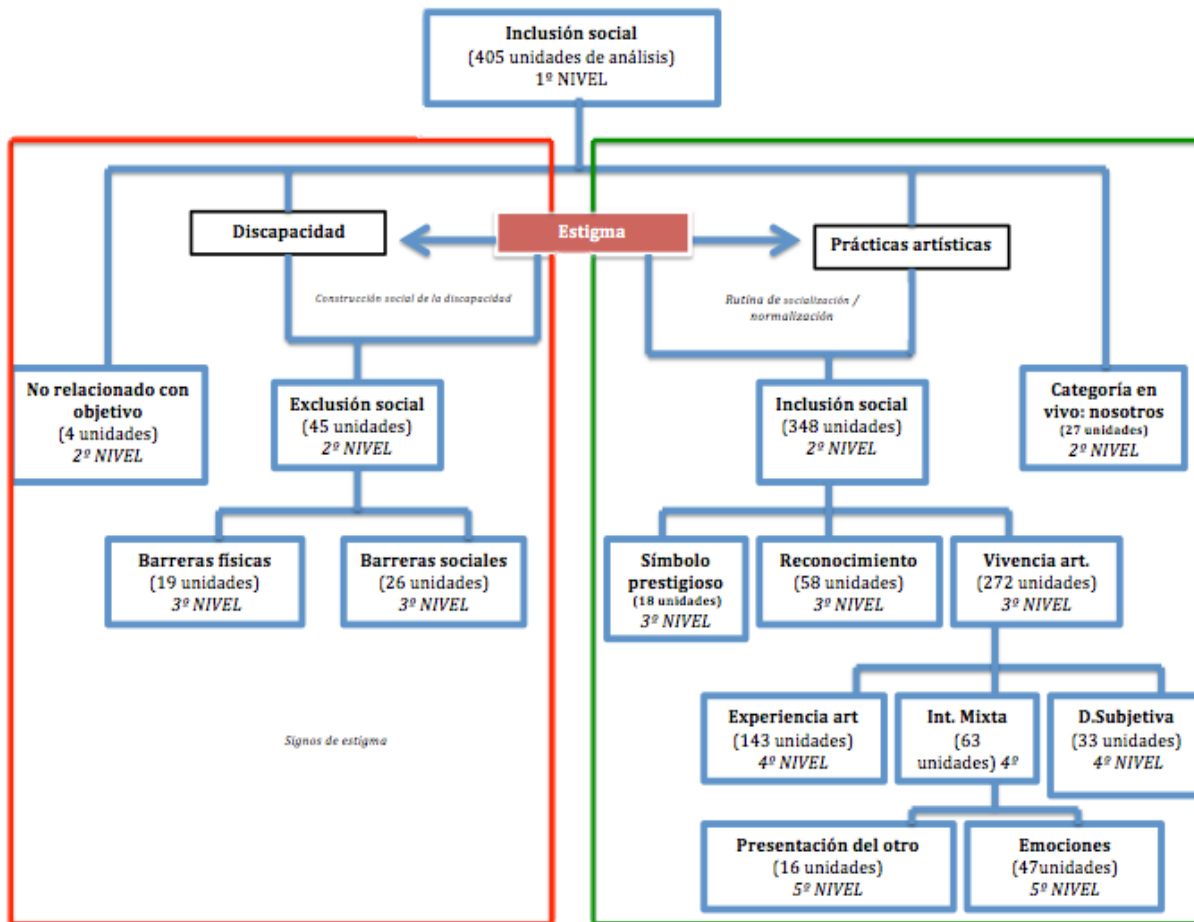 Inclusión social
(405 unidades de análisis)
1º NIVEL
Discapacidad
Estigma
Prácticas artísticas
Construcción social de la discapacidad
Rutina de socialización /
normalización
No relacionado con
objetivo
(4 unidades)
2º NIVEL
Exclusión social
(45 unidades)
2º NIVEL
Inclusión social
(348 unidades)
2º NIVEL
Categoría en
vivo: nosotros
(27 unidades)
2º NIVEL
Barreras físicas
(19 unidades)
3º NIVEL
Barreras sociales
(26 unidades)
3º NIVEL
Símbolo
prestigioso
(18 unidades)
3º NIVEL
Reconocimiento
(58 unidades)
3º NIVEL
Vivencia art.
(272 unidades)
3º NIVEL
Signos de estigma
Experiencia art
(143 unidades)
4º NIVEL
Int. Mixta
(63
unidades) 4º
D.Subjetiva
(33 unidades)
4º NIVEL
Presentación del otro
(16 unidades)
5º NIVEL
Emociones
(47unidades)
5º NIVEL